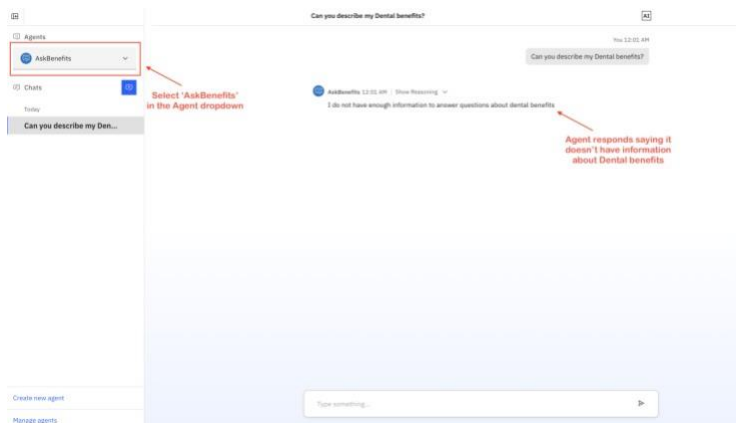 Can you describe my Dental benefits?
AI
Agents
AskBenefits
Chats
Today
Can you describe my Den...
Select 'AskBenefits'
in the Agent dropdown
You 12:01 AM
Can you describe my Dental benefits?
AskBenefits 12:01 AM | Show Reasoning
I do not have enough information to answer questions about dental benefits
Agent responds saying it
doesn't have information
about Dental benefits
Create new agent
Manage agents
Type something...